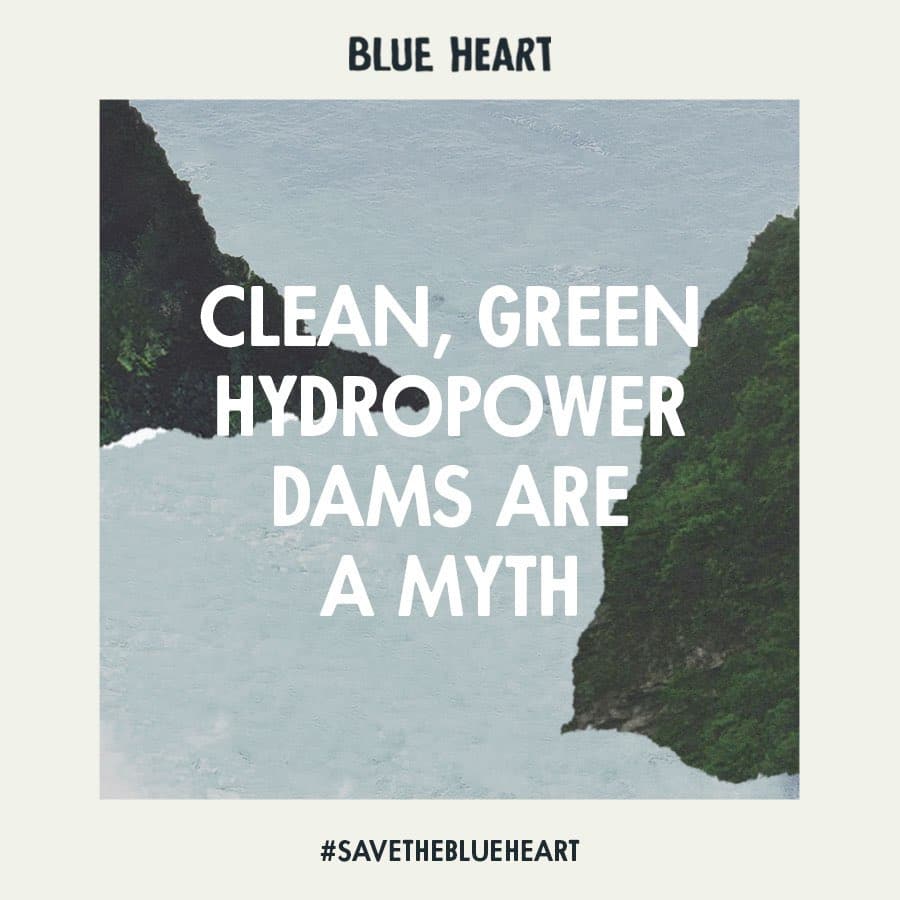 BLUE HEART
CLEAN, GREEN
HYDROPOWER
DAMS ARE
A MYTH
#SAVETHEBLUEHEART